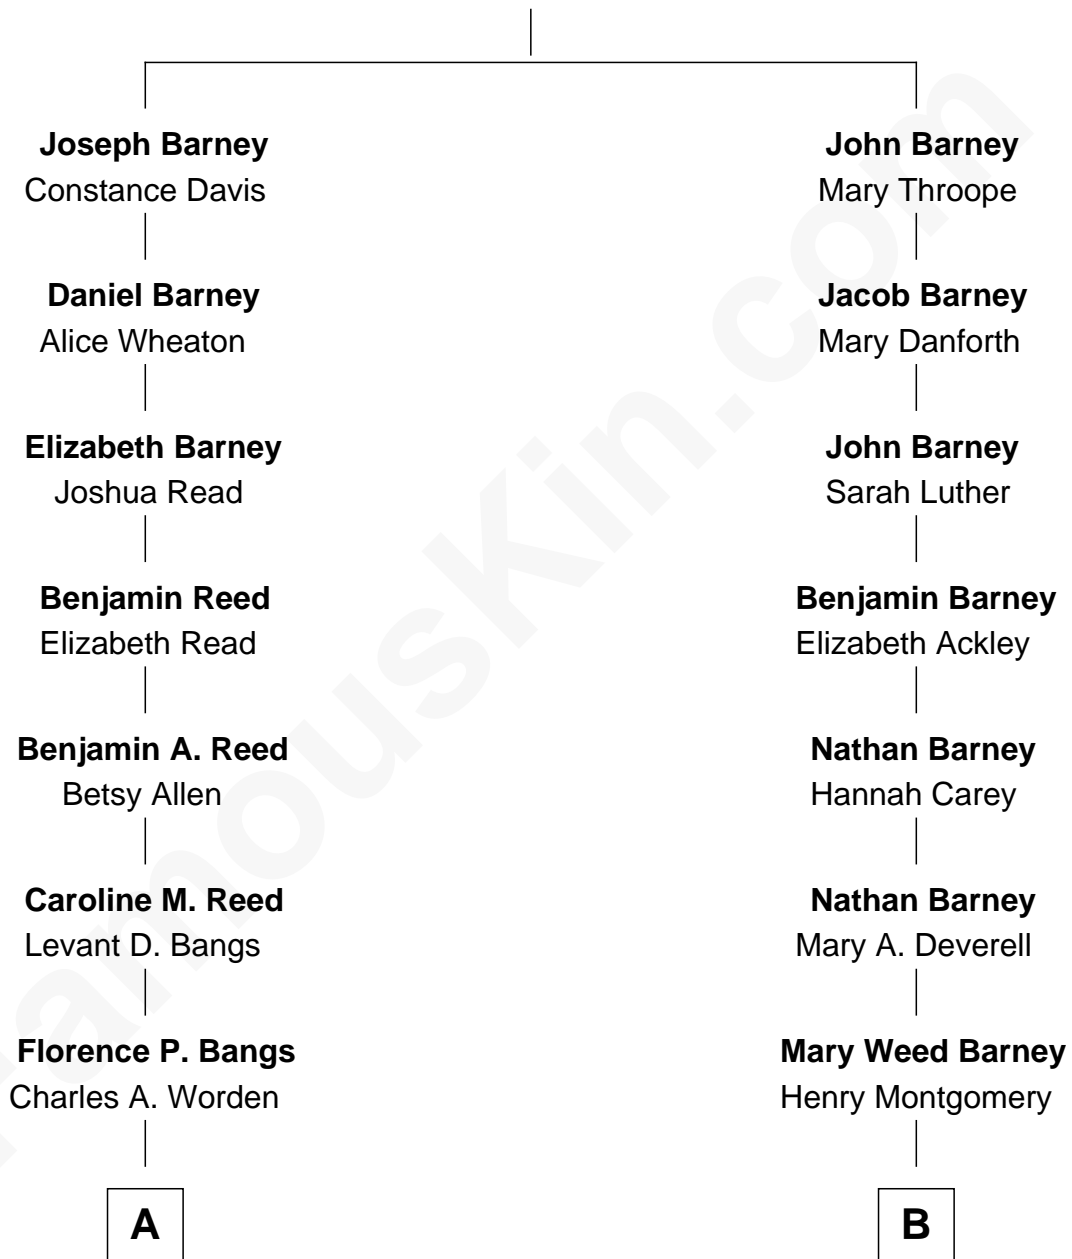 Joseph Barney
Constance Davis
Daniel Barney
Alice Wheaton
Elizabeth Barney
Joshua Read
Benjamin Reed
Elizabeth Read
Benjamin A. Reed
Betsy Allen
Caroline M. Reed
Levant D. Bangs
Florence P. Bangs
Charles A. Worden
A
John Barney
Mary Throope
Jacob Barney
Mary Danforth
John Barney
Sarah Luther
Benjamin Barney
Elizabeth Ackley
Nathan Barney
Hannah Carey
Nathan Barney
Mary A. Deverell
Mary Weed Barney
Henry Montgomery
B
famouskin.com